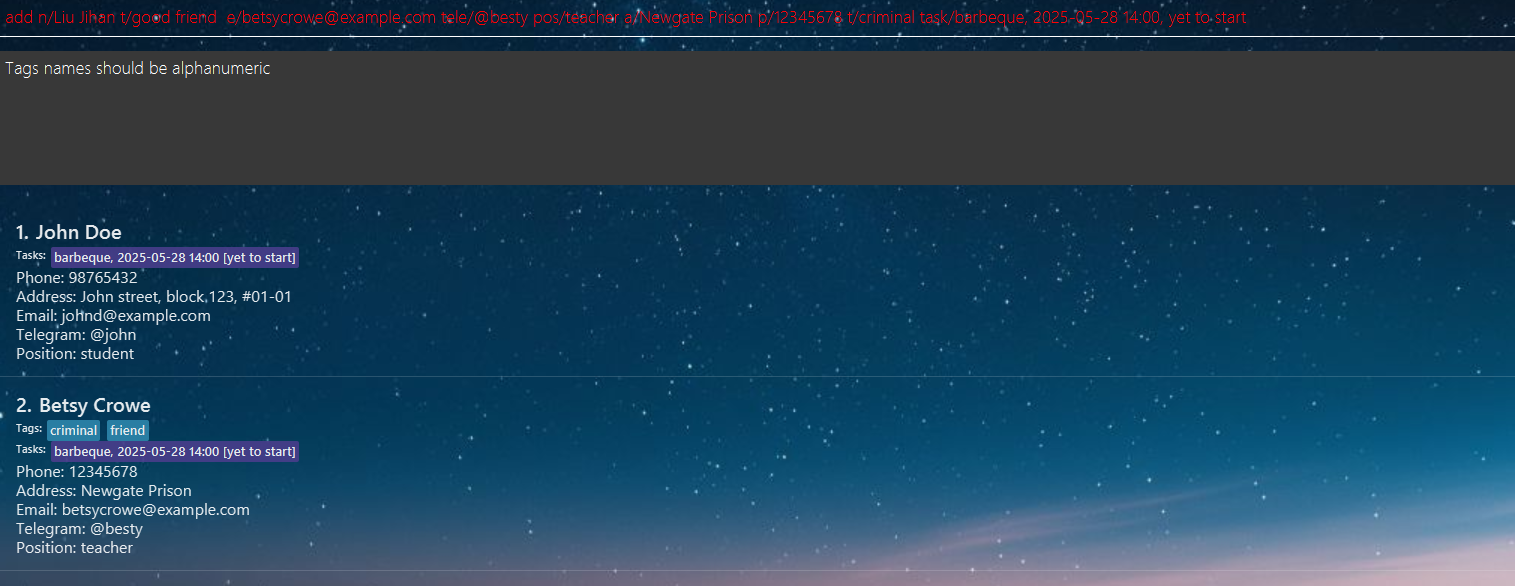 add n/Liu Jihan t/good friend  e/betsycrowe@example.com tele/@besty pos/teacher a/Newgate Prison p/12345678 t/criminal task/barbeque, 2025-05-28 14:00, yet to start
Tags names should be alphanumeric
1. John Doe
Tasks: barbeque, 2025-05-28 14:00 [yet to start]
Phone: 98765432
Address: John street, block 123, #01-01
Email: johnd@example.com
Telegram: @john
Position: student
2. Betsy Crowe
Tags: criminal friend
Tasks: barbeque, 2025-05-28 14:00 [yet to start]
Phone: 12345678
Address: Newgate Prison
Email: betsycrowe@example.com
Telegram: @besty
Position: teacher